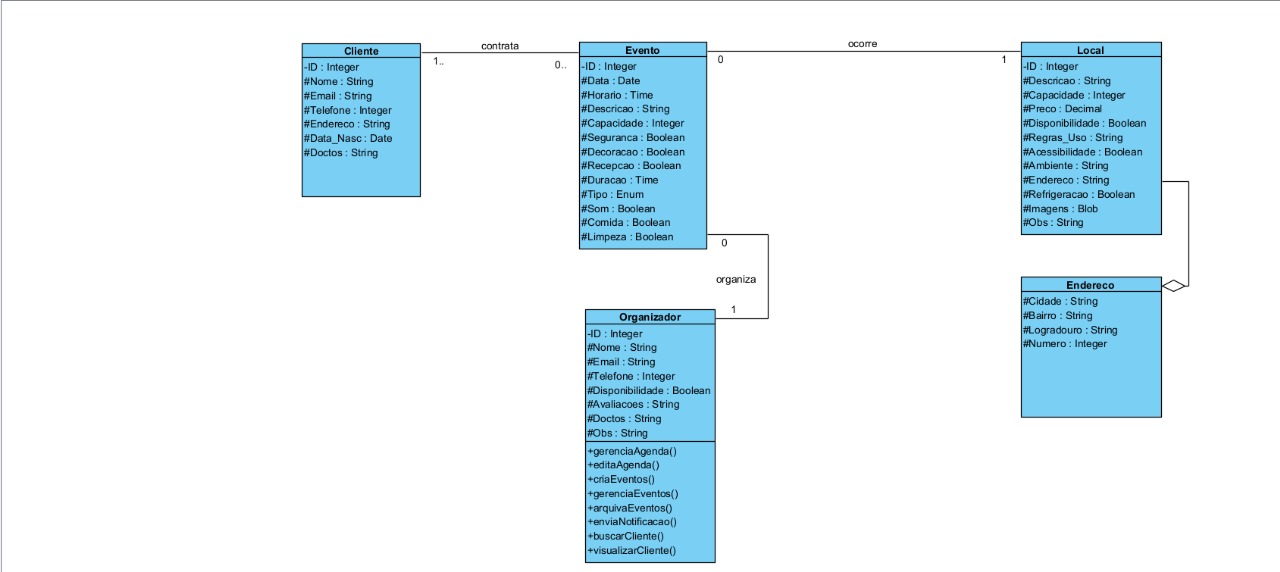 Cliente
-ID : Integer
#Nome : String
#Email : String
#Telefone : Integer
#Endereco : String
#Data_Nasc : Date
#Doctos : String
contrata
1..
0..
Evento
-ID : Integer
#Data : Date
#Horario : Time
#Descricao : String
#Capacidade : Integer
#Seguranca : Boolean
#Decoracao : Boolean
#Recepcao : Boolean
#Duracao : Time
#Tipo : Enum
#Som : Boolean
#Comida : Boolean
#Limpeza : Boolean
ocorre
0
1
Local
-ID : Integer
#Descricao : String
#Capacidade : Integer
#Preco : Decimal
#Disponibilidade : Boolean
#Regras_Uso : String
#Acessibilidade : Boolean
#Ambiente : String
#Endereco : String
#Refrigeracao : Boolean
#Imagens : Blob
#Obs : String
0
organiza
1
Organizador
-ID : Integer
#Nome : String
#Email : String
#Telefone : Integer
#Disponibilidade : Boolean
#Avaliacoes : String
#Doctos : String
#Obs : String
+gerenciaAgenda()
+editaAgenda()
+criaEventos()
+gerenciaEventos()
+arquivaEventos()
+enviaNotificacao()
+buscarCliente()
+visualizarCliente()
Endereco
#Cidade : String
#Bairro : String
#Logradouro : String
#Numero : Integer